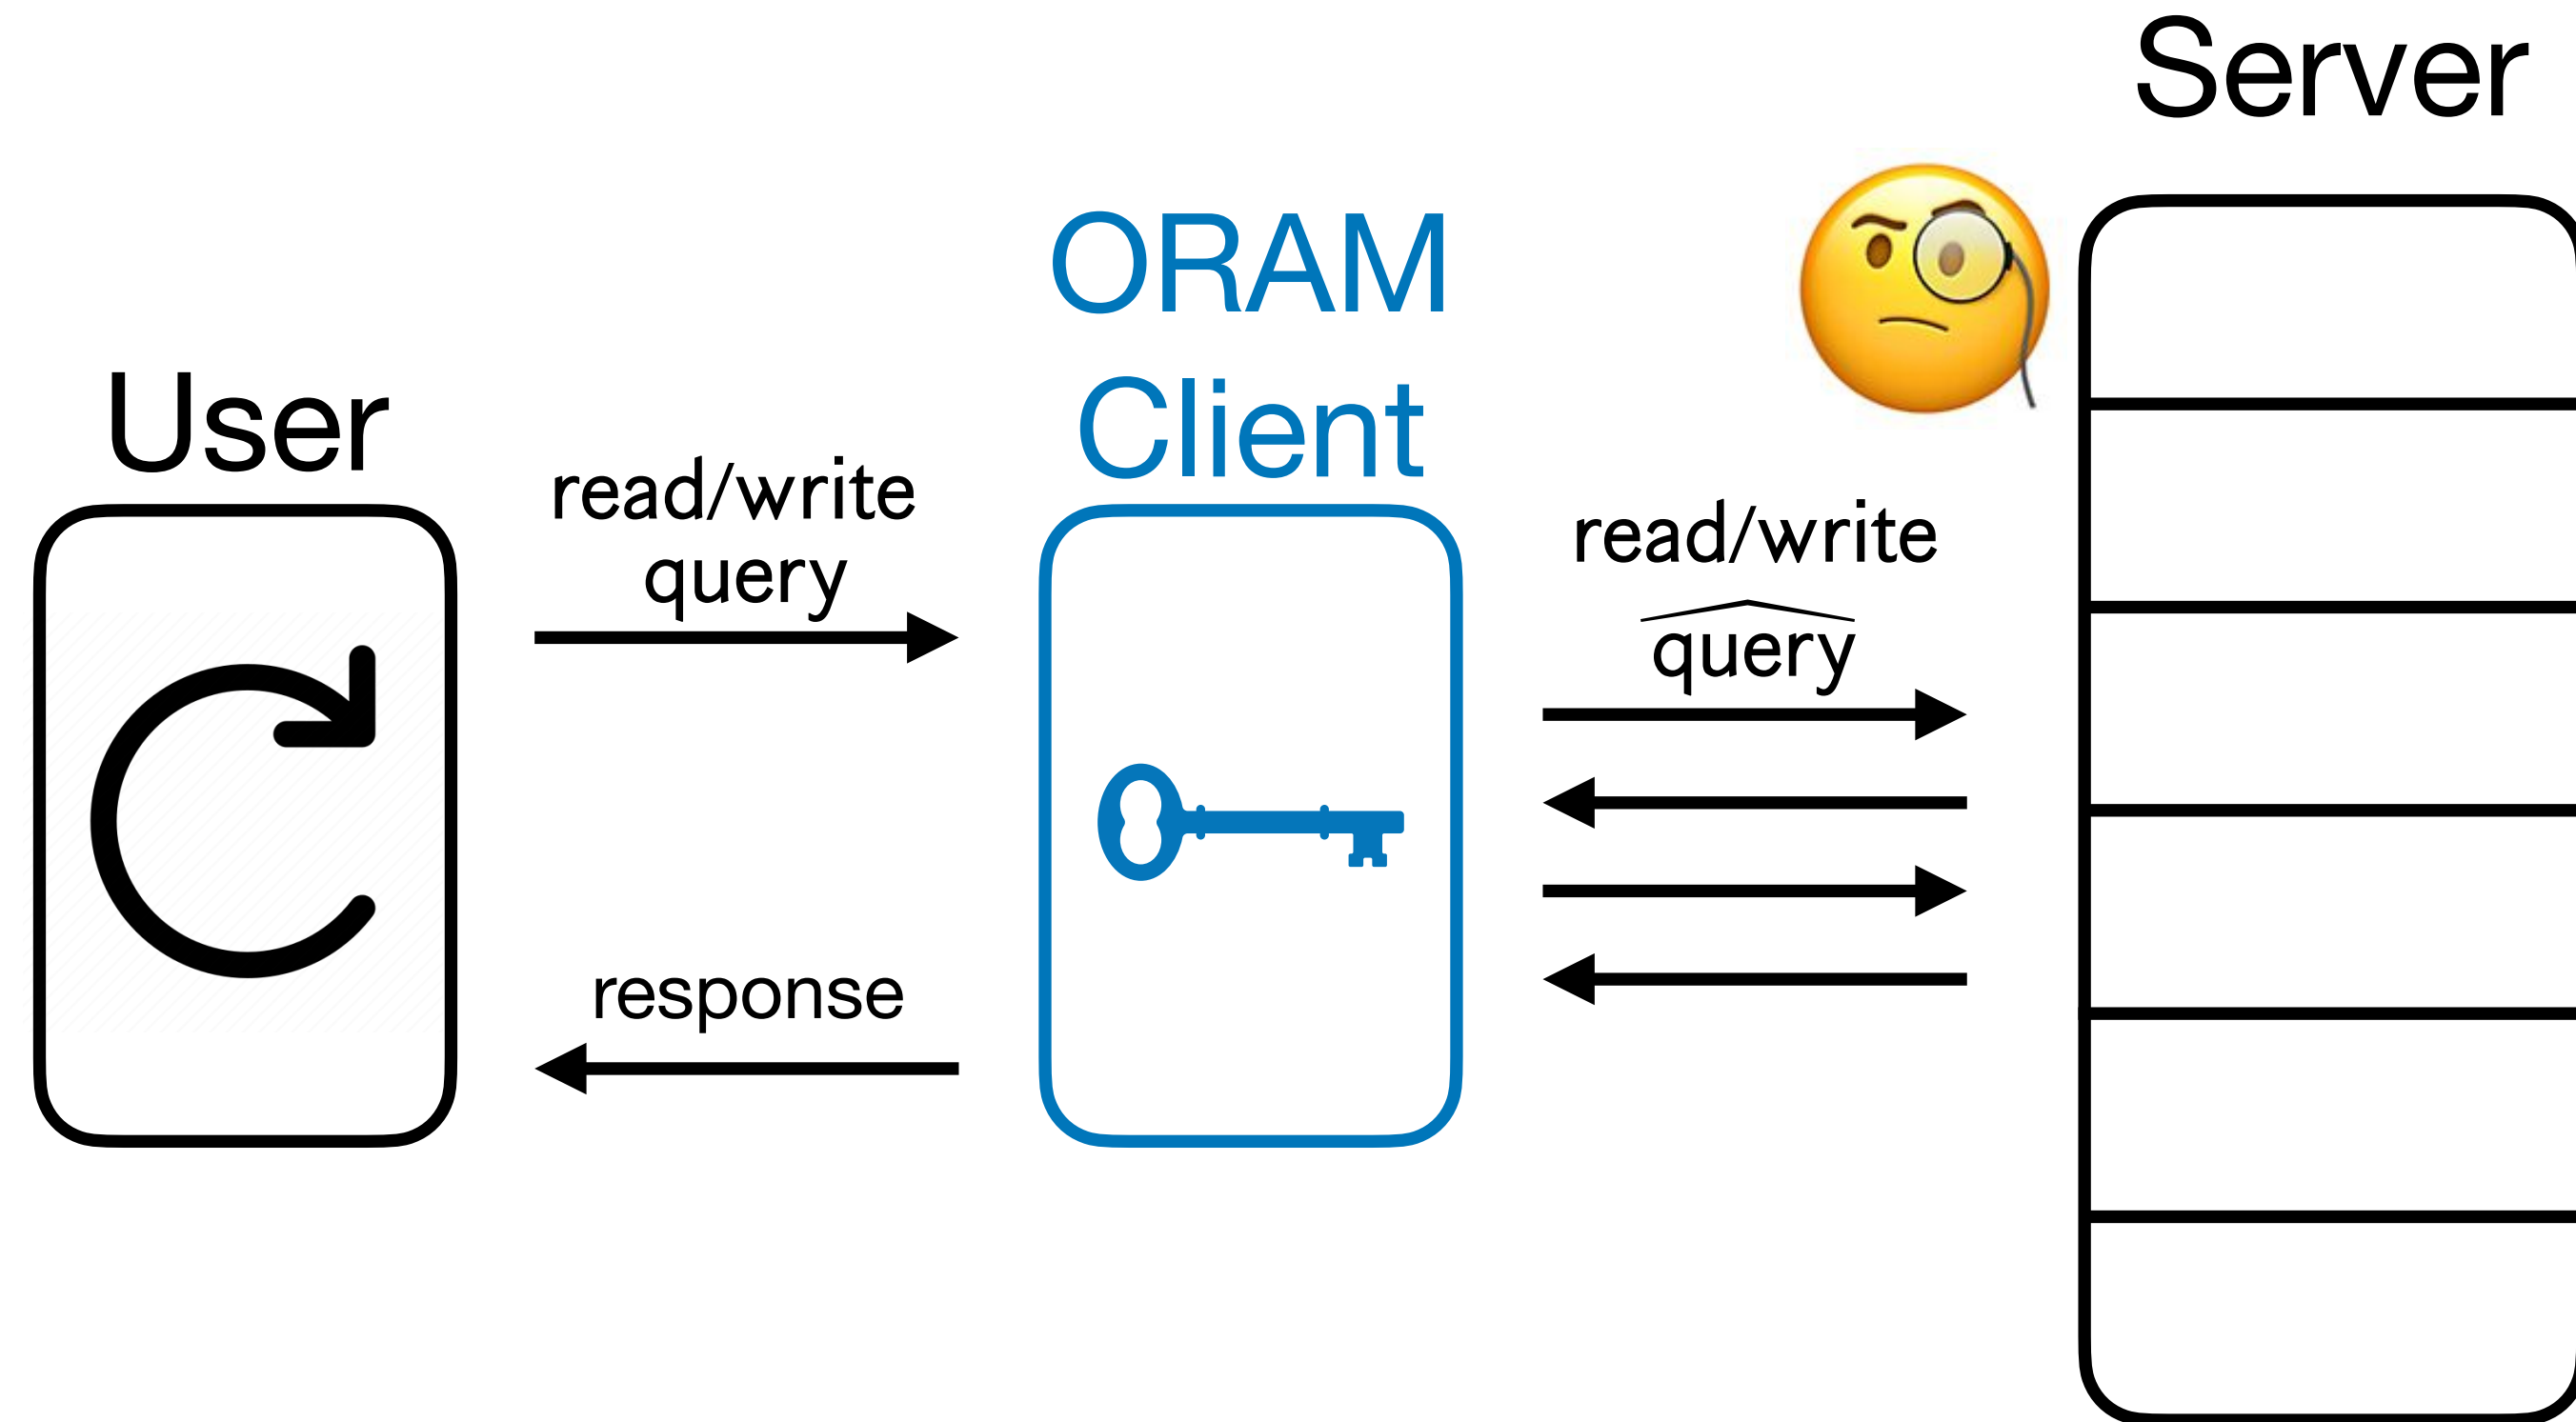 Server
ORAM
Client
User
read/write
query
read/write
query
response